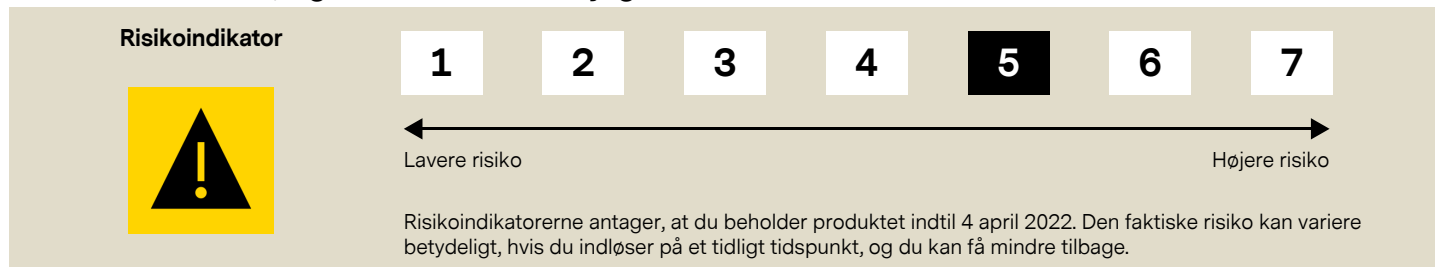 Risikoindikator
1 2 3 4 5 6 7
Lavere risiko Højere risiko
Risikoindikatorerne antager, at du beholder produktet indtil 4 april 2022. Den faktiske risiko kan variere
betydeligt, hvis du indløser på et tidligt tidspunkt, og du kan få mindre tilbage.